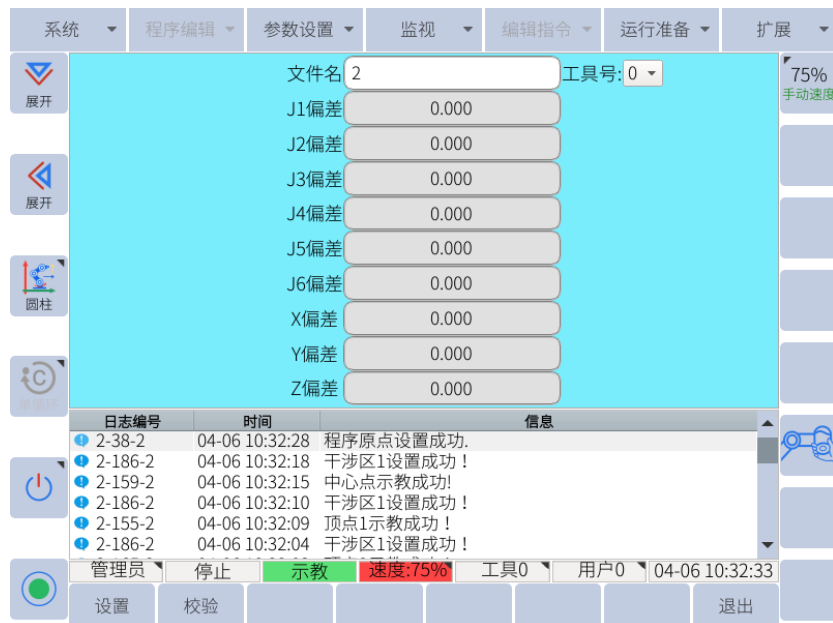 系统 程序编辑 参数设置 监视 编辑指令 运行准备 扩展
展开
展开
圆柱
文件名 2 工具号: 0
J1偏差 0.000
J2偏差 0.000
J3偏差 0.000
J4偏差 0.000
J5偏差 0.000
J6偏差 0.000
X偏差 0.000
Y偏差 0.000
Z偏差 0.000
75%
手动速度
日志编号 时间 信息
2-38-2 04-06 10:32:28 程序原点设置成功.
2-186-2 04-06 10:32:18 干涉区1设置成功！
2-159-2 04-06 10:32:15 中心点示教成功!
2-186-2 04-06 10:32:10 干涉区1设置成功！
2-155-2 04-06 10:32:09 顶点1示教成功！
2-186-2 04-06 10:32:04 干涉区1设置成功！
管理员 停止 示教 速度:75% 工具0 用户0 04-06 10:32:33
设置 校验 退出